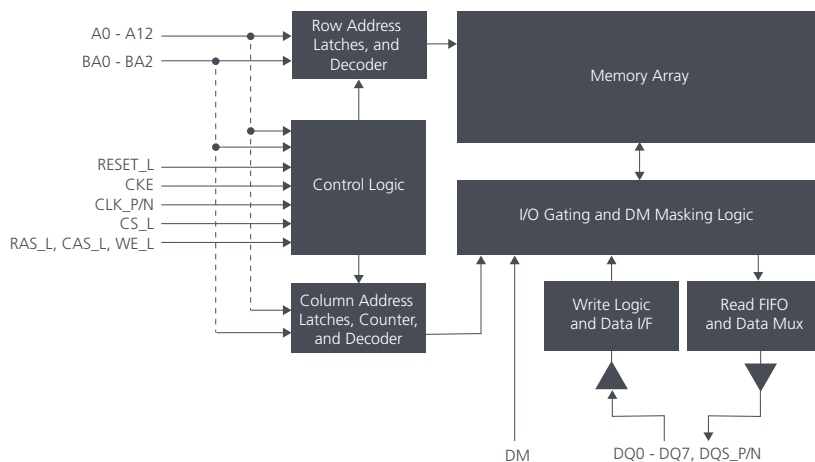 A0 - A12
BA0 - BA2
Row Address
Latches, and
Decoder
Memory Array
RESET_L
CKE
CLK_P/N
CS_L
RAS_L, CAS_L, WE_L
Control Logic
I/O Gating and DM Masking Logic
Column Address
Latches, Counter,
and Decoder
Write Logic
and Data I/F
Read FIFO
and Data Mux
DM
DQ0 - DQ7, DQS_P/N